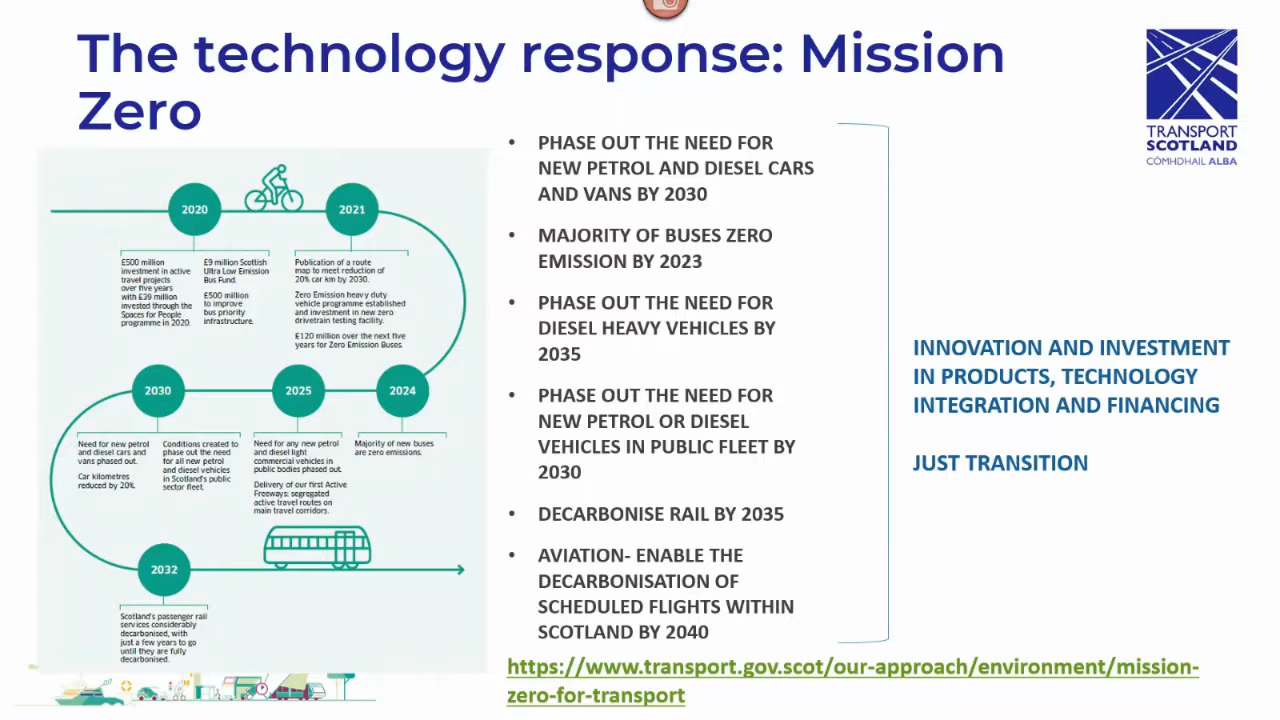 The technology response: Mission
Zero
TRANSPORT
SCOTLAND
CÒMHDHAIL ALBA
2020
2021
£500 million
investment in active
travel projects
over five years
with £39 million
invested through the
Spaces for People
programme in 2020.
£9 million Scottish
Ultra Low Emission
Bus Fund.
£500 million
to improve
bus priority
infrastructure.
Publication of a route
map to meet reduction of
20% car km by 2030.
Zero Emission heavy duty
vehicle programme established
and investment in new zero
drivetrain testing facility.
£120 million over the next five
years for Zero Emission Buses.
2030
2025
2024
Need for new petrol
and diesel cars and
vans phased out.
Car kilometres
reduced by 20%.
Conditions created to
phase out the need
for all new petrol
and diesel vehicles
in Scotland's public
sector fleet.
Need for any new petrol
and diesel light
commercial vehicles in
public bodies phased out.
Delivery of our first Active
Freeways: segregated
active travel routes on
main travel corridors.
Majority of new buses
are zero emissions.
2032
Scotland's passenger rail
services considerably
decarbonised, with
just a few years to go
until they are fully
decarbonised.
• PHASE OUT THE NEED FOR
NEW PETROL AND DIESEL CARS
AND VANS BY 2030
• MAJORITY OF BUSES ZERO
EMISSION BY 2023
• PHASE OUT THE NEED FOR
DIESEL HEAVY VEHICLES BY
2035
• PHASE OUT THE NEED FOR
NEW PETROL OR DIESEL
VEHICLES IN PUBLIC FLEET BY
2030
• DECARBONISE RAIL BY 2035
• AVIATION- ENABLE THE
DECARBONISATION OF
SCHEDULED FLIGHTS WITHIN
SCOTLAND BY 2040
INNOVATION AND INVESTMENT
IN PRODUCTS, TECHNOLOGY
INTEGRATION AND FINANCING
JUST TRANSITION
https://www.transport.gov.scot/our-approach/environment/mission-
zero-for-transport